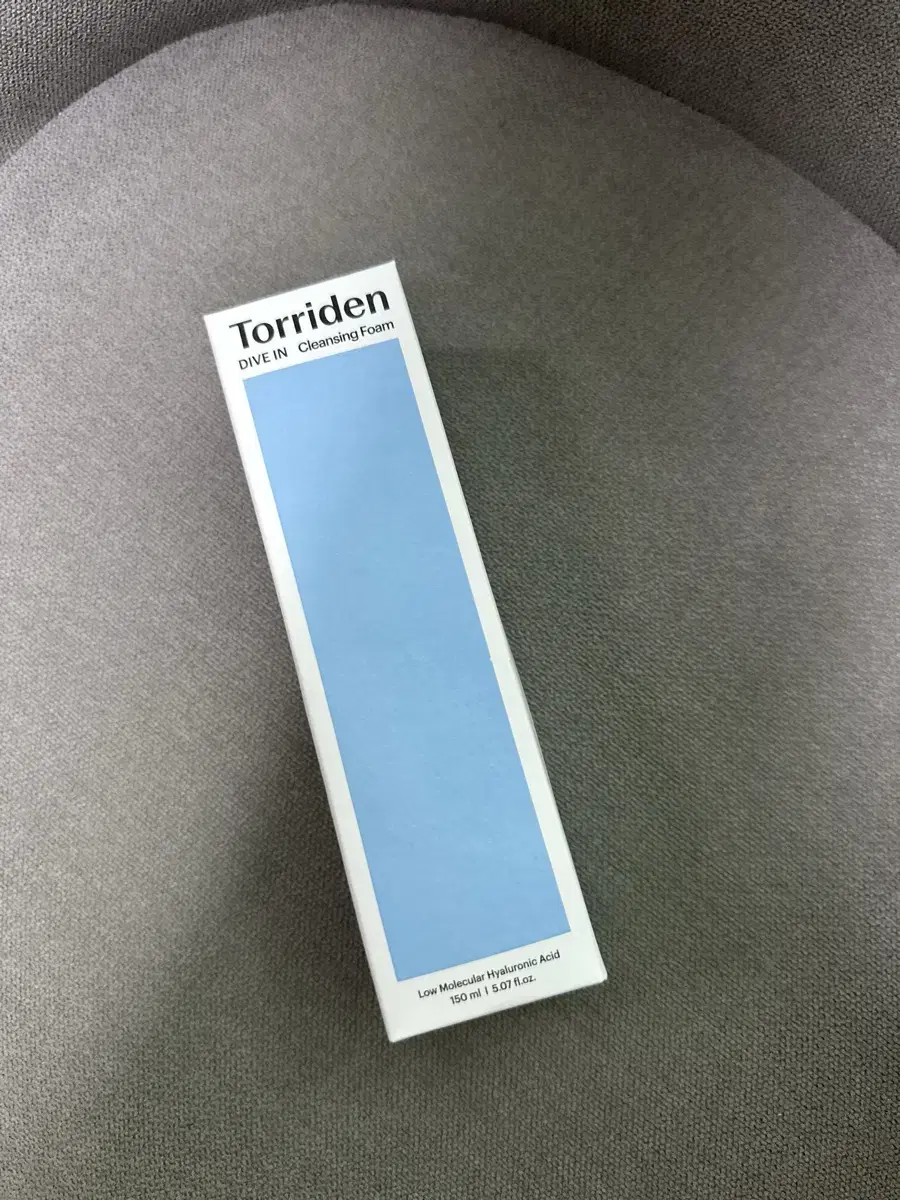 Torriden
DIVE IN Cleansing Foam
Low Molecular Hyaluronic Acid
150 ml | 5.07 fl.oz.